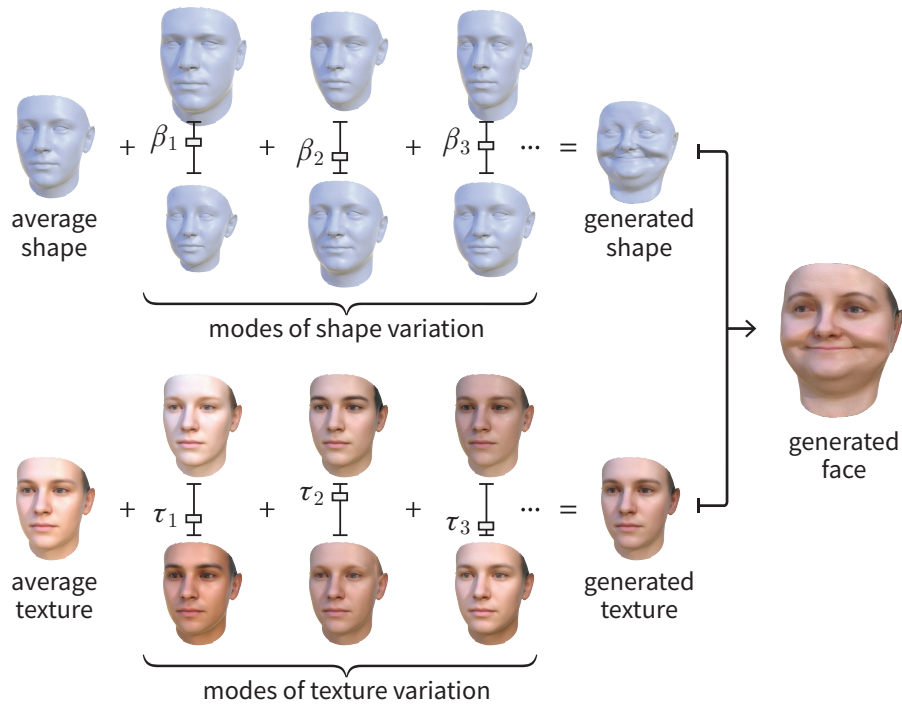 + β₁ + β₂ + β₃ ... =
average
shape
generated
shape
modes of shape variation
generated
face
+ τ₁ + τ₂ + τ₃ ... =
average
texture
generated
texture
modes of texture variation